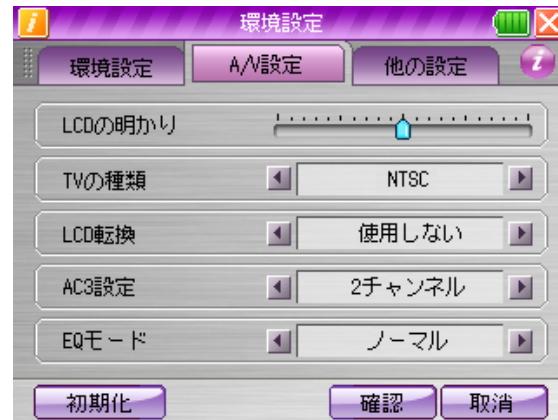 環境設定
環境設定 A/V設定 他の設定
LCDの明かり
TVの種類 NTSC
LCD転換 使用しない
AC3設定 2チャンネル
EQモード ノーマル
初期化 確認 取消